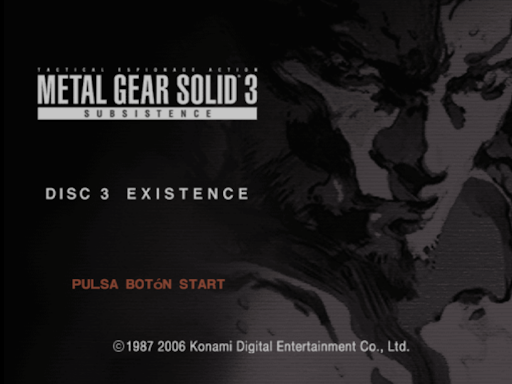 TACTICAL ESPIONAGE ACTION
METAL GEAR SOLID 3
SUBSISTENCE
DISC 3 EXISTENCE
PULSA BOTóN START
©1987 2006 Konami Digital Entertainment Co., Ltd.